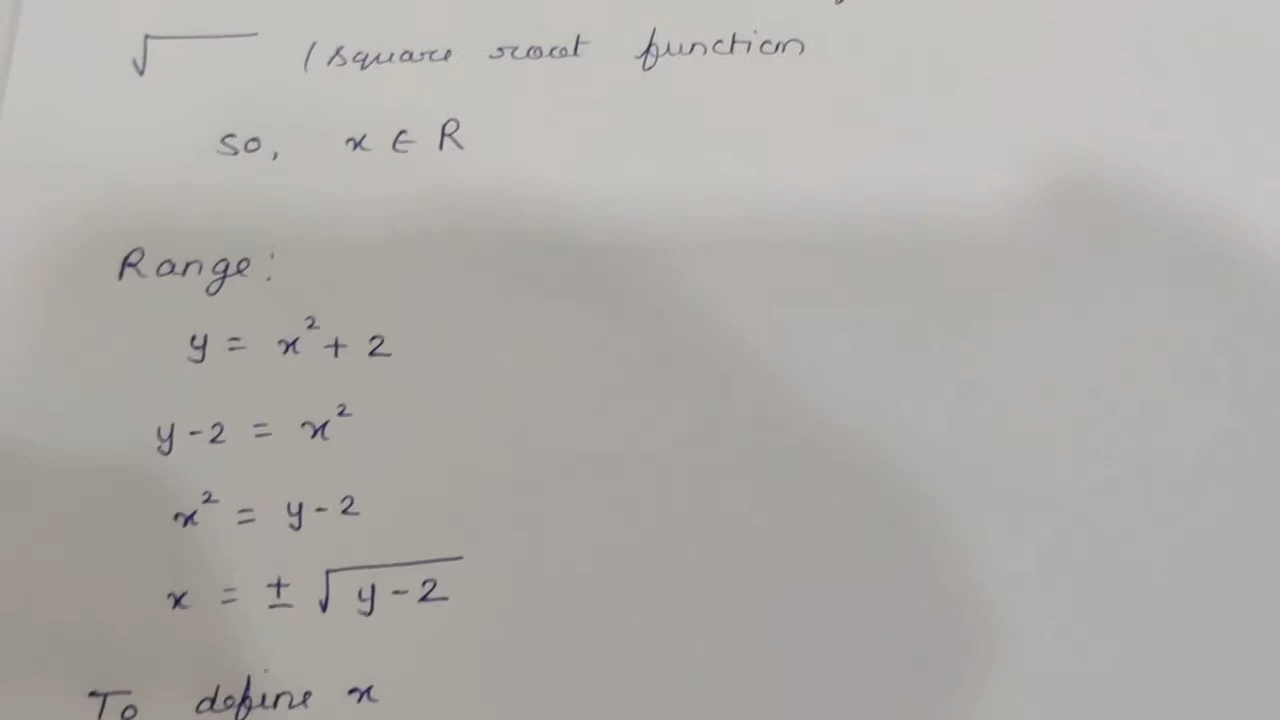 √ (square root function
so, x ∈ R
Range:
y = x² + 2
y - 2 = x²
x² = y - 2
x = ± √(y - 2)
To define x